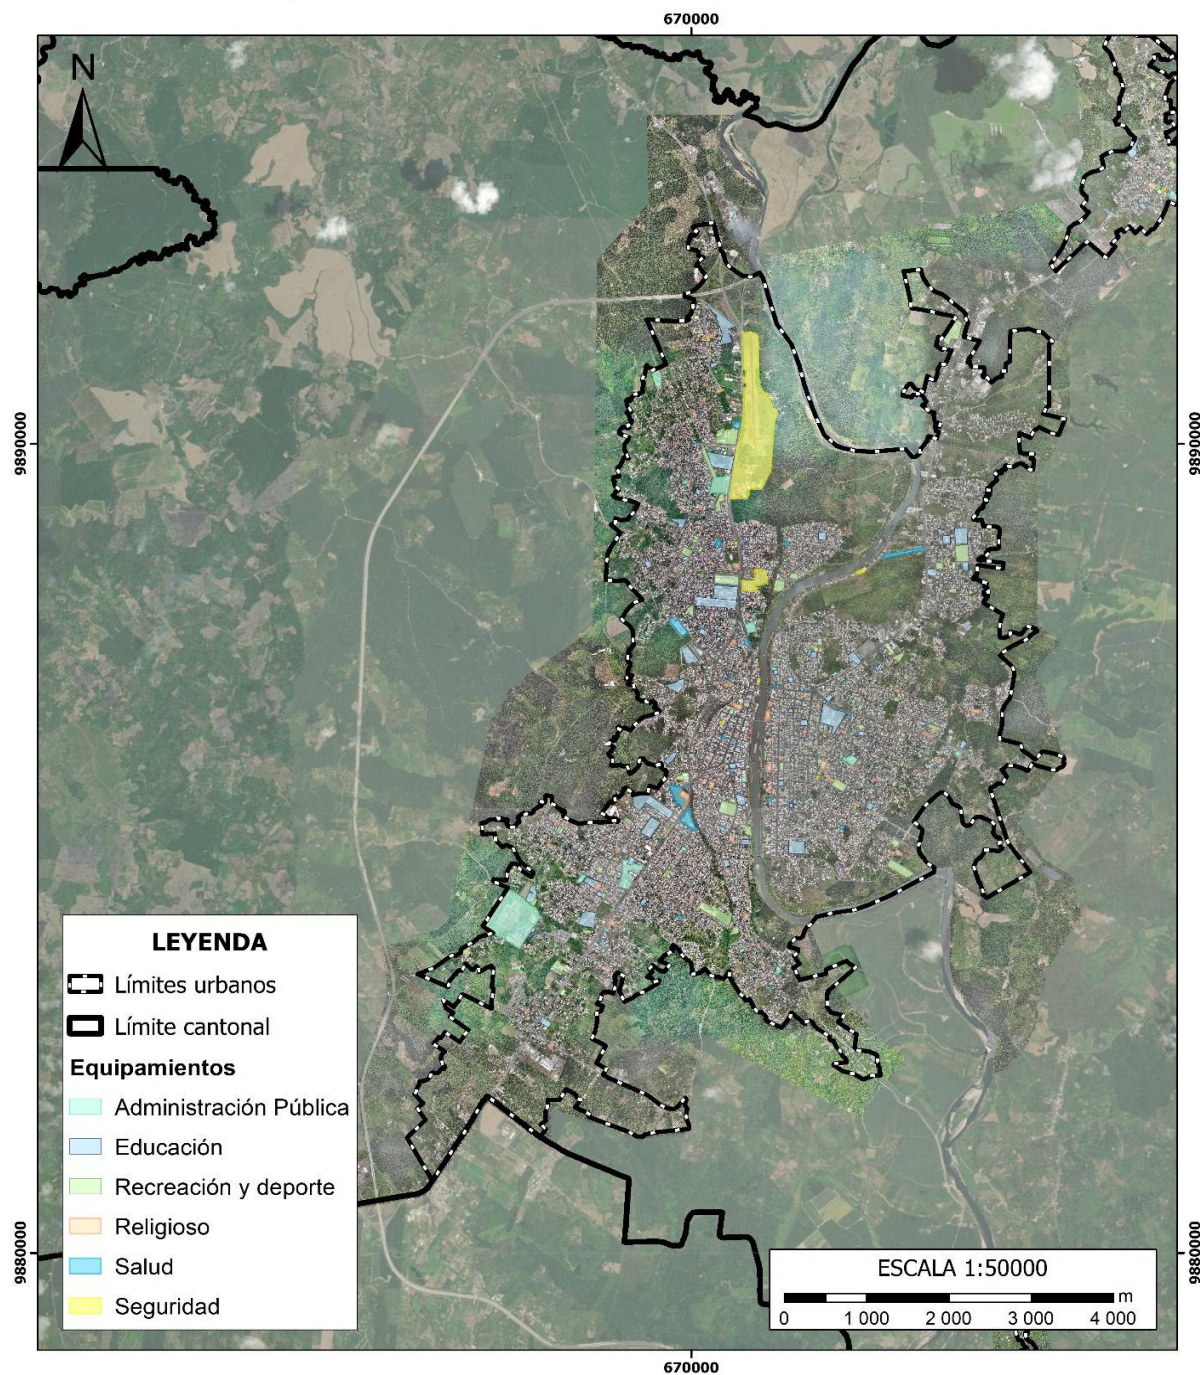 670000
N
9890000
9890000
LEYENDA
Límites urbanos
Límite cantonal
Equipamientos
Administración Pública
Educación
Recreación y deporte
Religioso
Salud
Seguridad
9880000
9880000
ESCALA 1:50000
m
0 1 000 2 000 3 000 4 000
670000